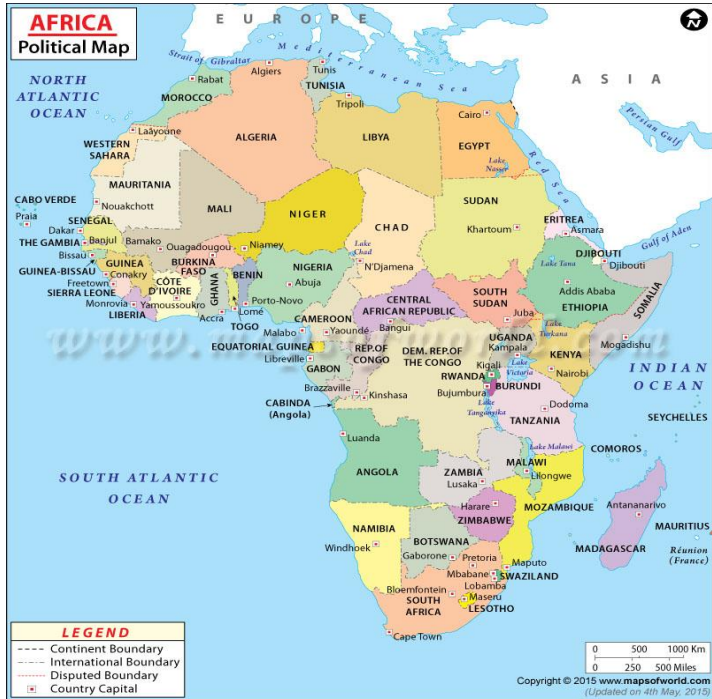 AFRICA
Political Map
E U R O P E
A S I A
NORTH
ATLANTIC
OCEAN
Strait of Gibraltar
Mediterranean Sea
Persian Gulf
Red Sea
Gulf of Aden
Rabat
MOROCCO
Algiers
Tunis
TUNISIA
Tripoli
ALGERIA
LIBYA
Cairo
EGYPT
Lake
Nasser
Laâyoune
WESTERN
SAHARA
MAURITANIA
Nouakchott
MALI
NIGER
CHAD
SUDAN
Khartoum
ERITREA
Asmara
CABO VERDE
Praia
SENEGAL
Dakar
THE GAMBIA
Banjul
Bissau
GUINEA-BISSAU
Bamako
Ouagadougou
BURKINA
FASO
Niamey
Lake
Chad
N'Djamena
Lake Tana
DJIBOUTI
Djibouti
GUINEA
Conakry
Freetown
SIERRA LEONE
Monrovia
LIBERIA
CÔTE
D'IVOIRE
Yamoussoukro
GHANA
Accra
TOGO
Lomé
BENIN
Porto-Novo
NIGERIA
Abuja
CENTRAL
AFRICAN REPUBLIC
Bangui
SOUTH
SUDAN
Juba
Addis Ababa
ETHIOPIA
SOMALIA
Mogadishu
CAMEROON
Yaoundé
Malabo
EQUATORIAL GUINEA
Libreville
GABON
REP.OF
CONGO
DEM. REP.OF
THE CONGO
UGANDA
Kampala
Lake
Turkana
KENYA
Nairobi
Lake
Victoria
Kigali
RWANDA
BURUNDI
Bujumbura
Lake
Tanganyika
Brazzaville
Kinshasa
CABINDA
(Angola)
Dodoma
TANZANIA
INDIAN
OCEAN
SEYCHELLES
Luanda
ANGOLA
ZAMBIA
Lusaka
MALAWI
Lilongwe
Lake Malawi
COMOROS
SOUTH ATLANTIC
OCEAN
Harare
ZIMBABWE
MOZAMBIQUE
Antananarivo
MADAGASCAR
MAURITIUS
Réunion
(France)
NAMIBIA
Windhoek
BOTSWANA
Gaborone
Pretoria
Maputo
Mbabane
Lobamba
SWAZILAND
Bloemfontein
Maseru
LESOTHO
SOUTH
AFRICA
Cape Town
LEGEND
Continent Boundary
International Boundary
Disputed Boundary
Country Capital
0 500 1000 Km
0 250 500 Miles
Copyright © 2015 www.mapsofworld.com
(Updated on 4th May, 2015)
www.mapsofworld.com